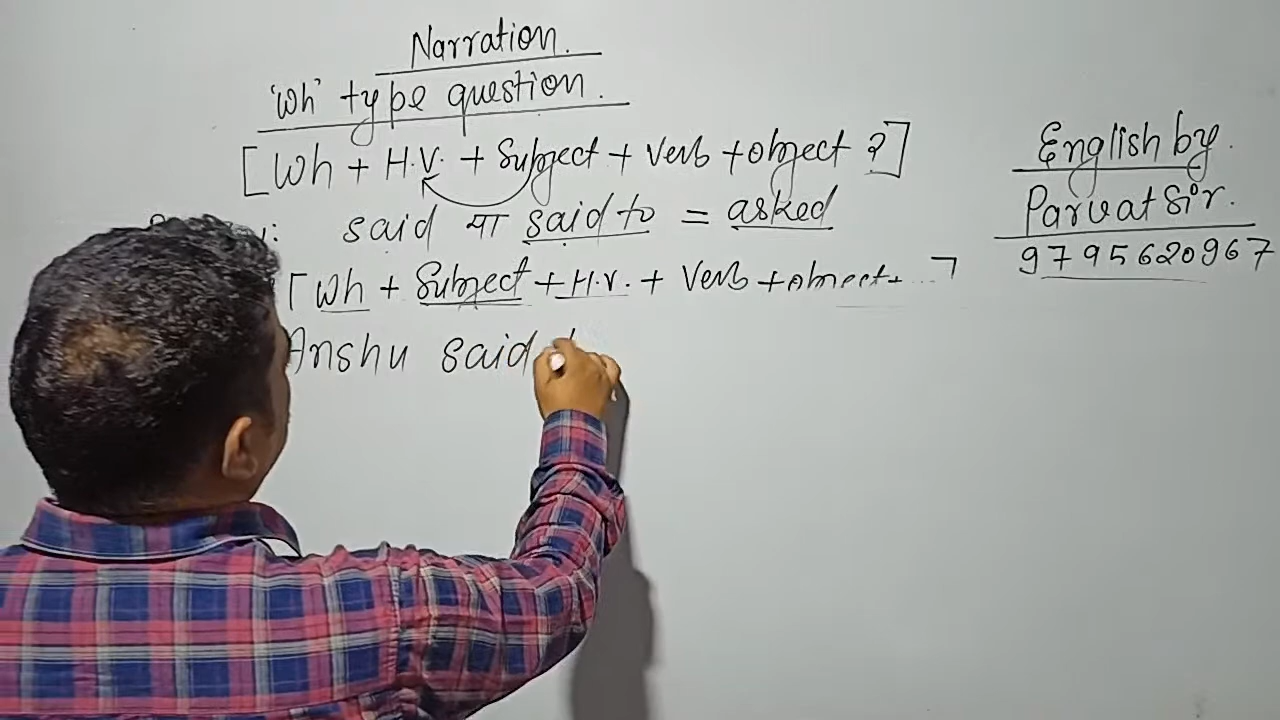 Narration.
'Wh' type question.
[Wh + H.V. + Subject + Verb + object ?]
said या said to = asked
[Wh + Subject + H.V. + Verb + object + ...]
Anshu said
English by
Parvat Sir.
9795620967